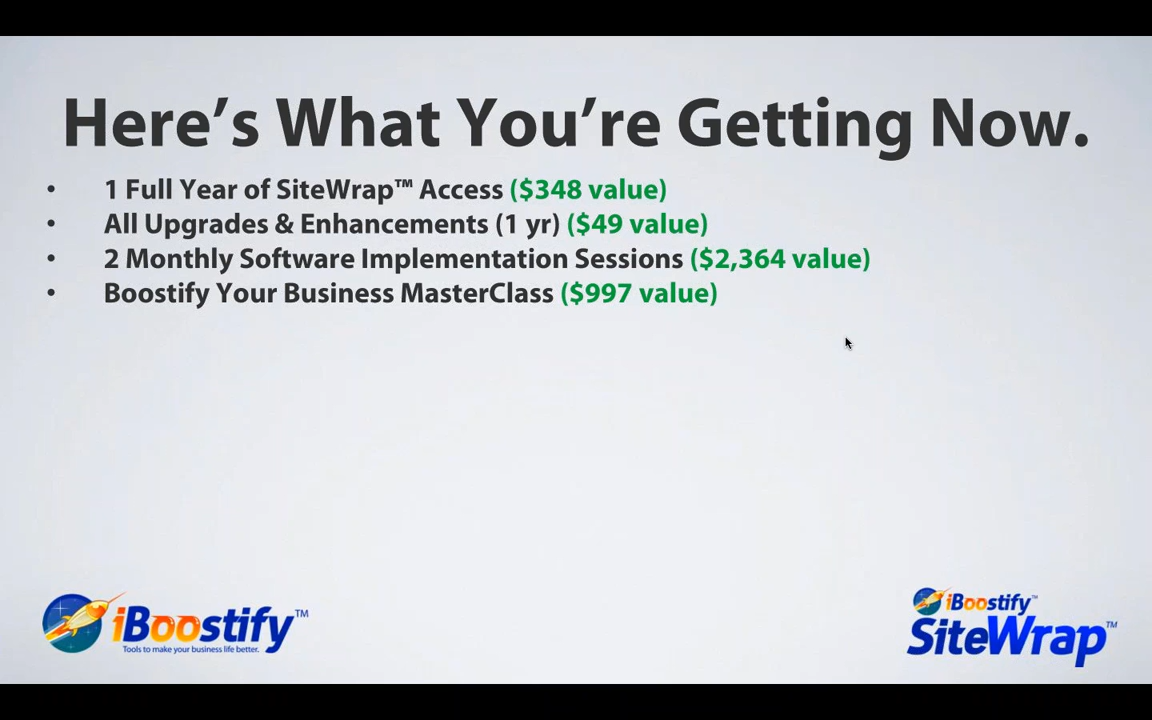 Here's What You're Getting Now.
• 1 Full Year of SiteWrap™ Access ($348 value)
• All Upgrades & Enhancements (1 yr) ($49 value)
• 2 Monthly Software Implementation Sessions ($2,364 value)
• Boostify Your Business MasterClass ($997 value)
iBoostify™
Tools to make your business life better.
iBoostify™
SiteWrap™